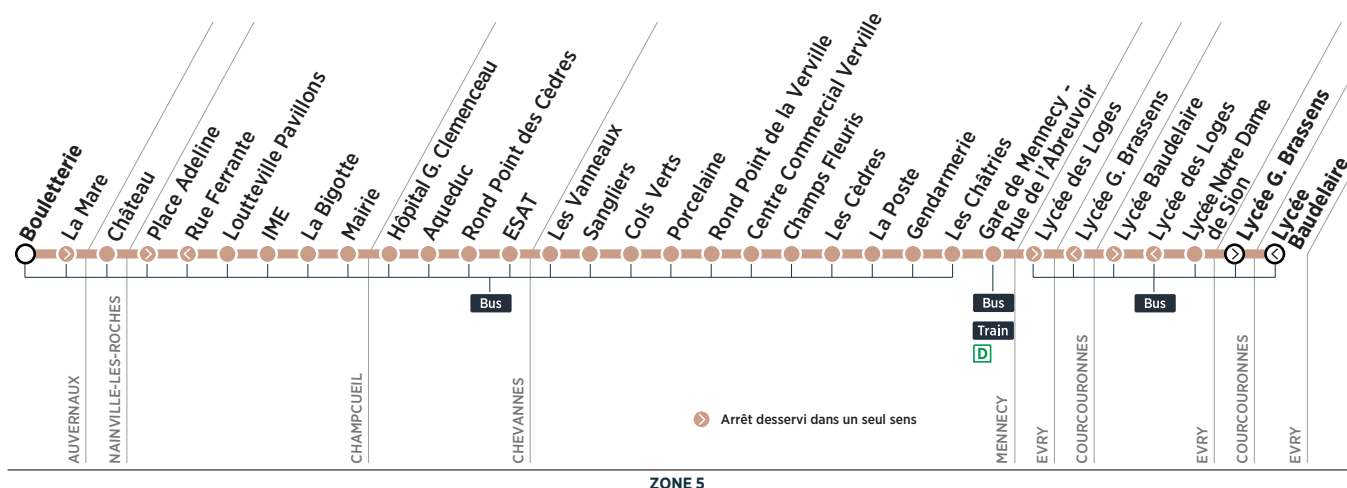 Bouletterie
La Mare
Château
Place Adeline
Rue Ferrante
Loutteville Pavillons
IME
La Bigotte
Mairie
Hôpital G. Clemenceau
Aqueduc
Rond Point des Cèdres
ESAT
Les Vanneaux
Sangliers
Cols Verts
Porcelaine
Rond Point de la Verville
Centre Commercial Verville
Champs Fleuris
Les Cèdres
La Poste
Gendarmerie
Les Châtries
Gare de Mennecy -
Rue de l'Abreuvoir
Lycée des Loges
Lycée G. Brassens
Lycée Baudelaire
Lycée des Loges
Lycée Notre Dame
de Sion
Lycée G. Brassens
Lycée
Baudelaire
Bus
Bus
Train
D
Bus
AUVERNAUX
NAINVILLE-LES-ROCHES
CHAMPCUEIL
CHEVANNES
MENNECY
EVRY
COURCOURONNES
EVRY
COURCOURONNES
EVRY
Arrêt desservi dans un seul sens
ZONE 5